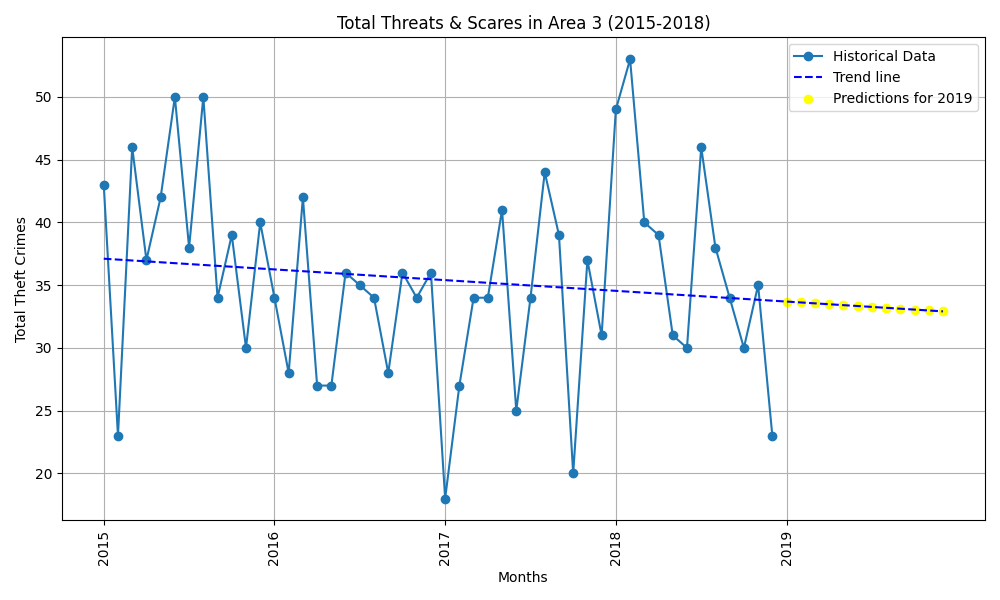 Total Threats & Scares in Area 3 (2015-2018)
Historical Data
Trend line
Predictions for 2019
Total Theft Crimes
50
45
40
35
30
25
20
2015
2016
2017
2018
2019
Months